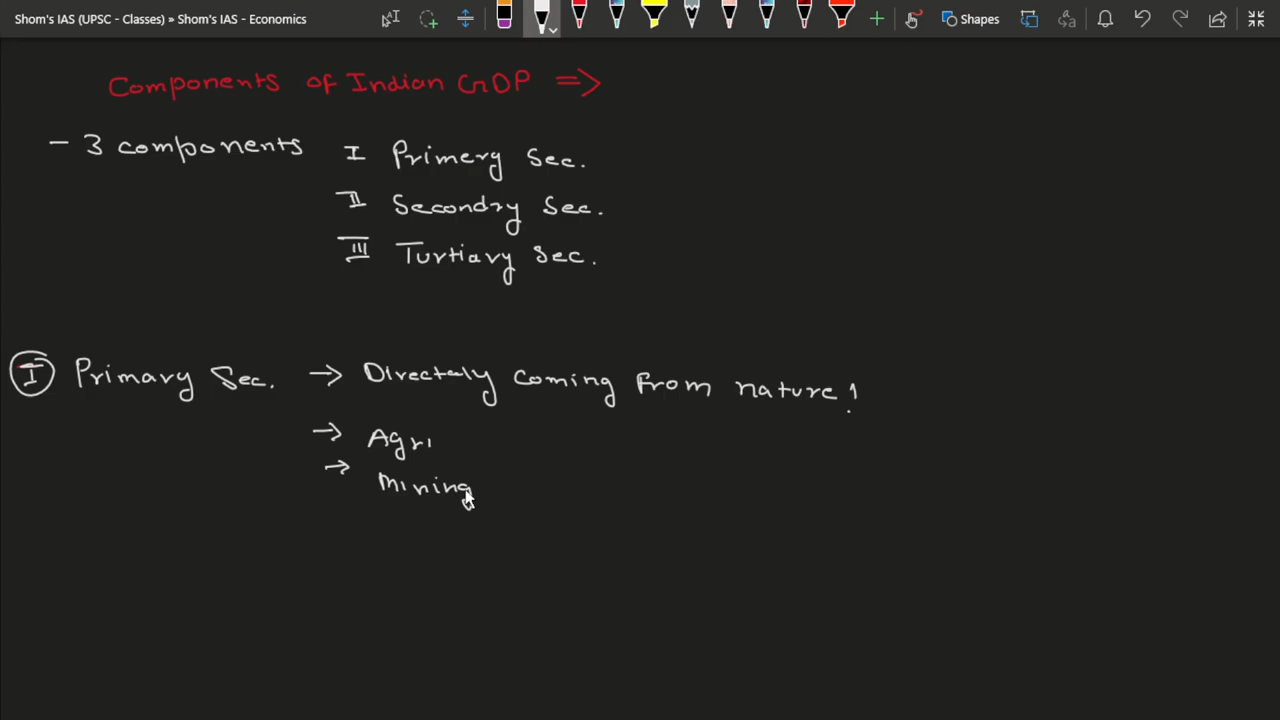 Shom's IAS (UPSC - Classes) » Shom's IAS - Economics
Shapes
Components of Indian GDP =>
- 3 components
I Primery Sec.
II Secondry Sec.
III Turtiary Sec.
I Primary Sec. → Directely coming from nature!
→ Agri
→ Mining